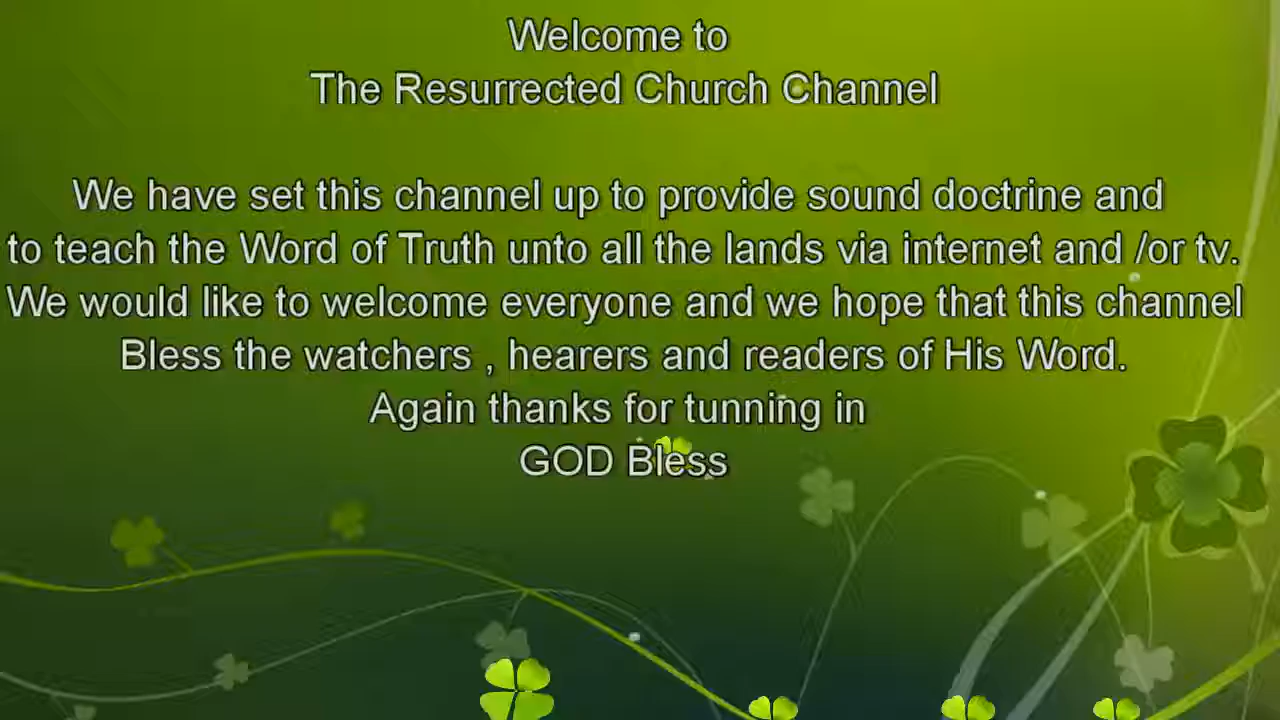 Welcome to
The Resurrected Church Channel
We have set this channel up to provide sound doctrine and
to teach the Word of Truth unto all the lands via internet and /or tv.
We would like to welcome everyone and we hope that this channel
Bless the watchers , hearers and readers of His Word.
Again thanks for tunning in
GOD Bless